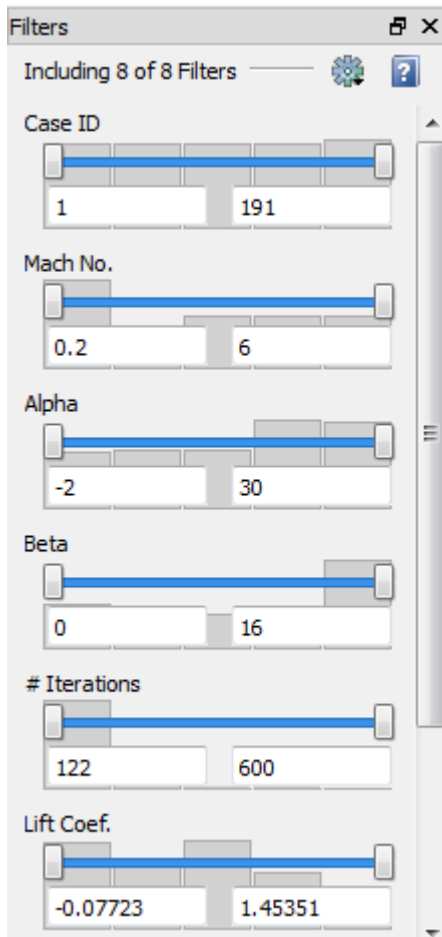 Filters
Including 8 of 8 Filters
Case ID
1 191
Mach No.
0.2 6
Alpha
-2 30
Beta
0 16
# Iterations
122 600
Lift Coef.
-0.07723 1.45351